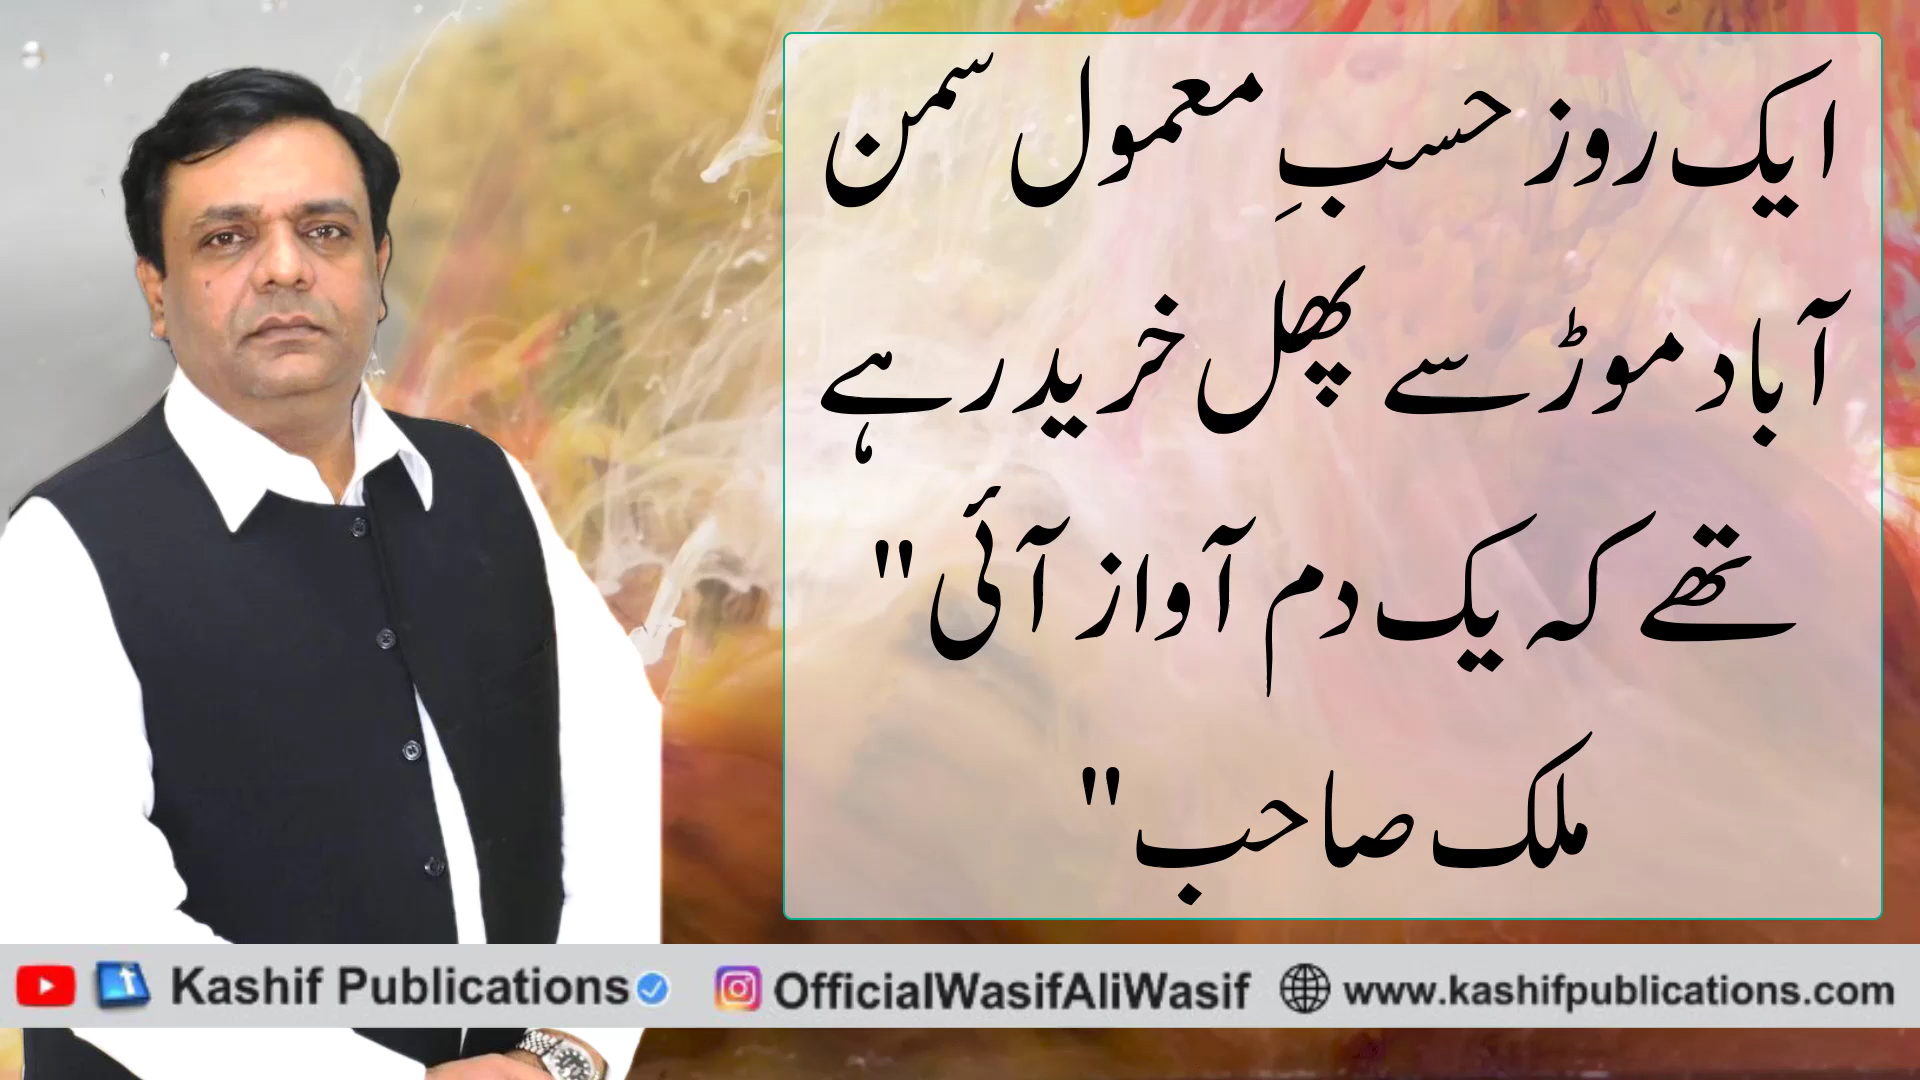 ایک روز حسبِ معمول سمن
آباد موڑ سے پھل خرید رہے
تھے کہ یک دم آواز آئی "
ملک صاحب"
Kashif Publications OfficialWasifAliWasif www.kashifpublications.com